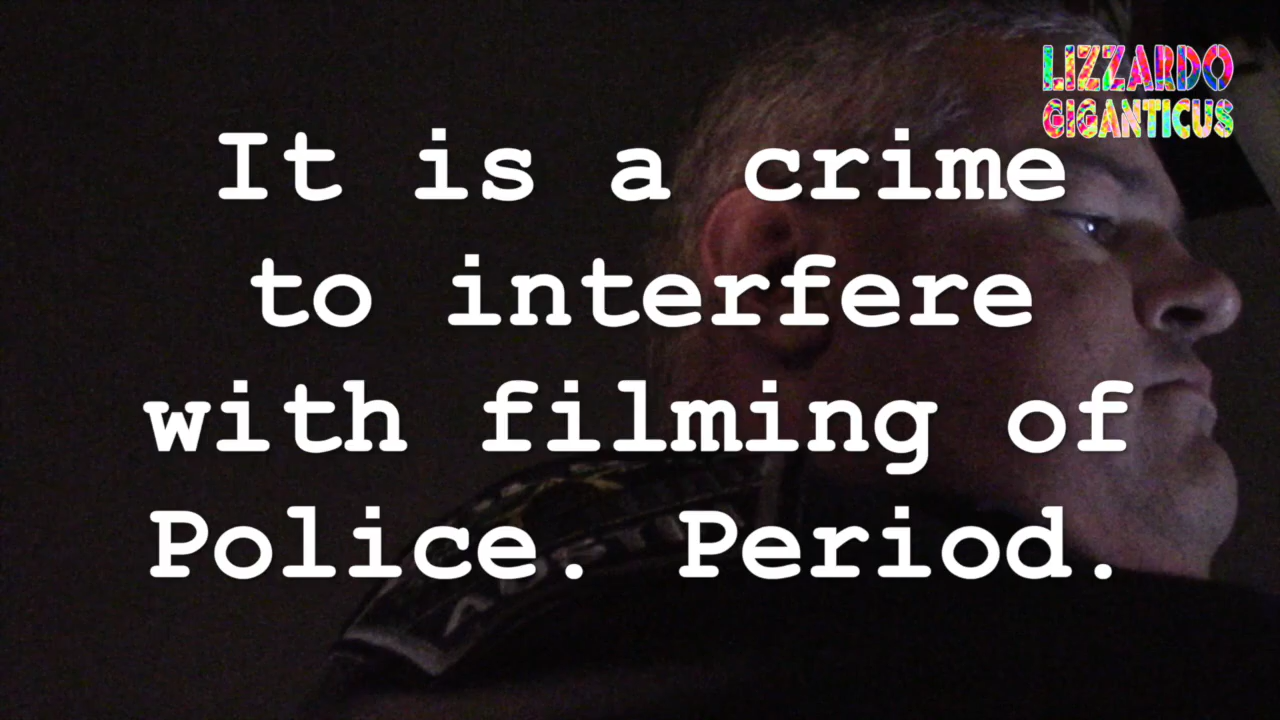 LIZZARDO
GIGANTICUS
It is a crime
to interfere
with filming of
Police. Period.